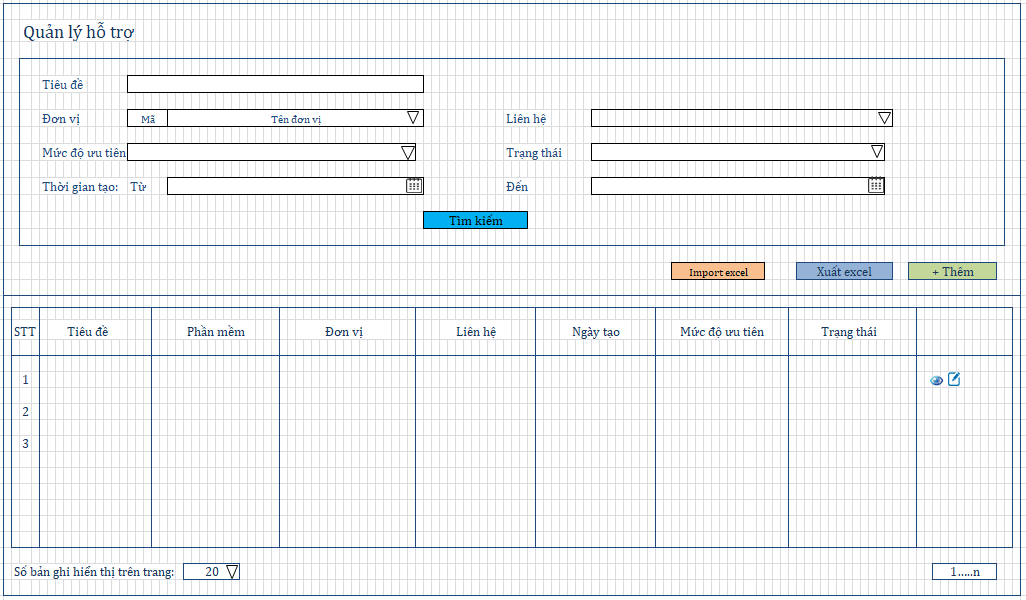 Quản lý hỗ trợ
Tiêu đề
Đơn vị Mã Tên đơn vị Liên hệ
Mức độ ưu tiên Trạng thái
Thời gian tạo: Từ Đến
Tìm kiếm
Import excel Xuất excel + Thêm
STT Tiêu đề Phần mềm Đơn vị Liên hệ Ngày tạo Mức độ ưu tiên Trạng thái
1
2
3
Số bản ghi hiển thị trên trang: 20 1.....n